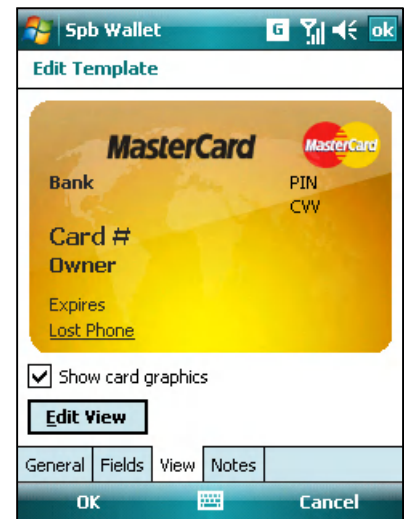 Spb Wallet G ok
Edit Template
MasterCard MasterCard
Bank PIN
CVV
Card #
Owner
Expires
Lost Phone
Show card graphics
Edit View
General Fields View Notes
OK Cancel